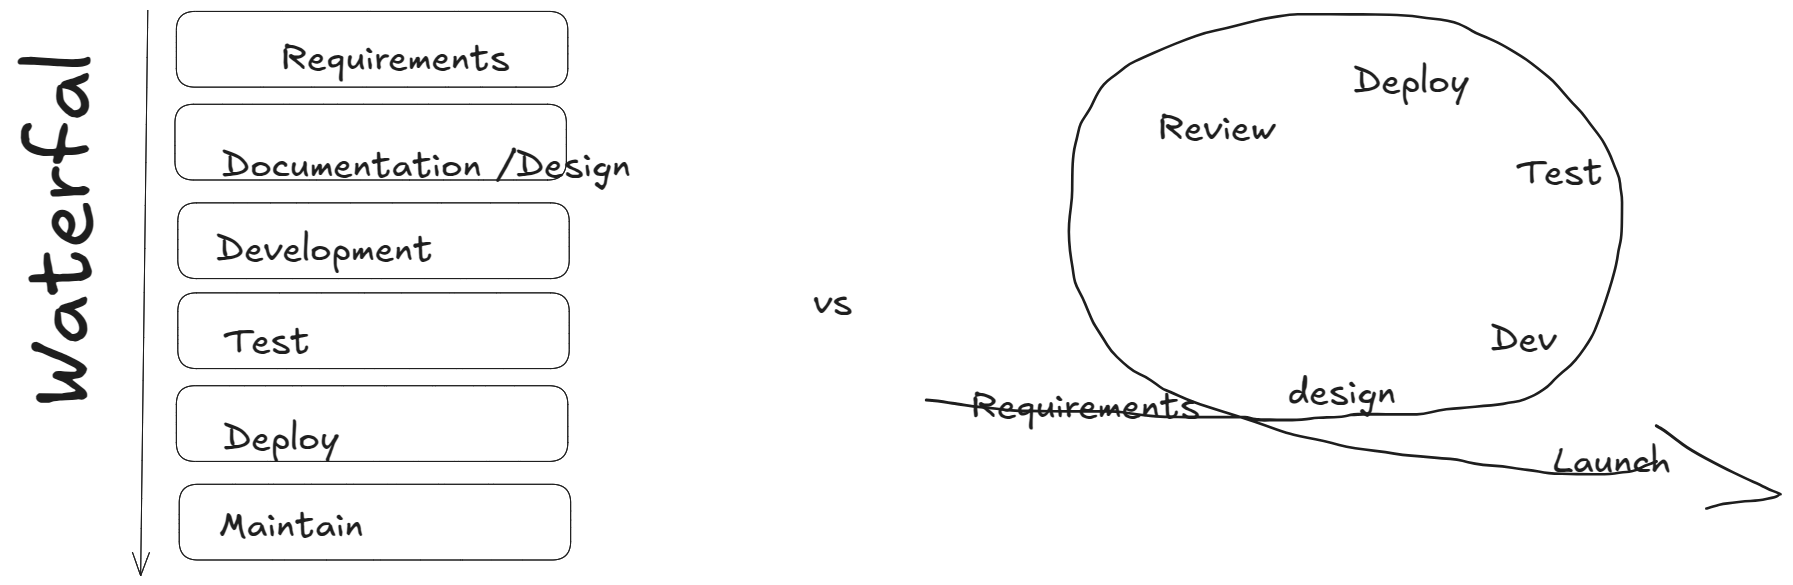 Waterfal
Requirements
Documentation /Design
Development
Test
Deploy
Maintain
vs
Deploy
Review
Test
Dev
design
Requirements
Launch